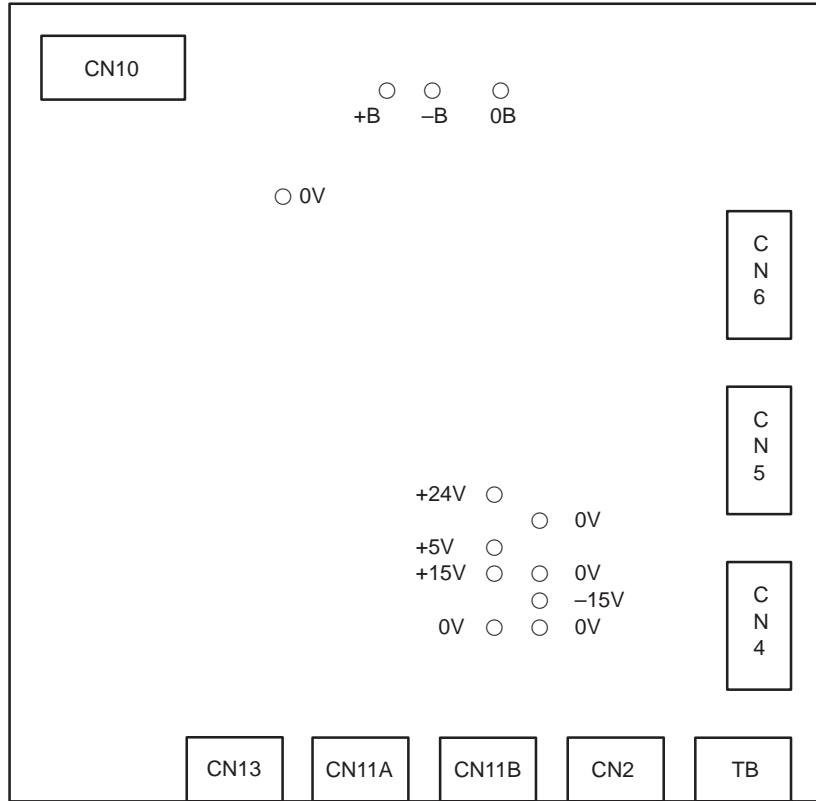 CN10
+B –B 0B
0V
C
N
6
C
N
5
+24V
0V
+5V
+15V 0V
–15V
0V 0V
C
N
4
CN13 CN11A CN11B CN2 TB